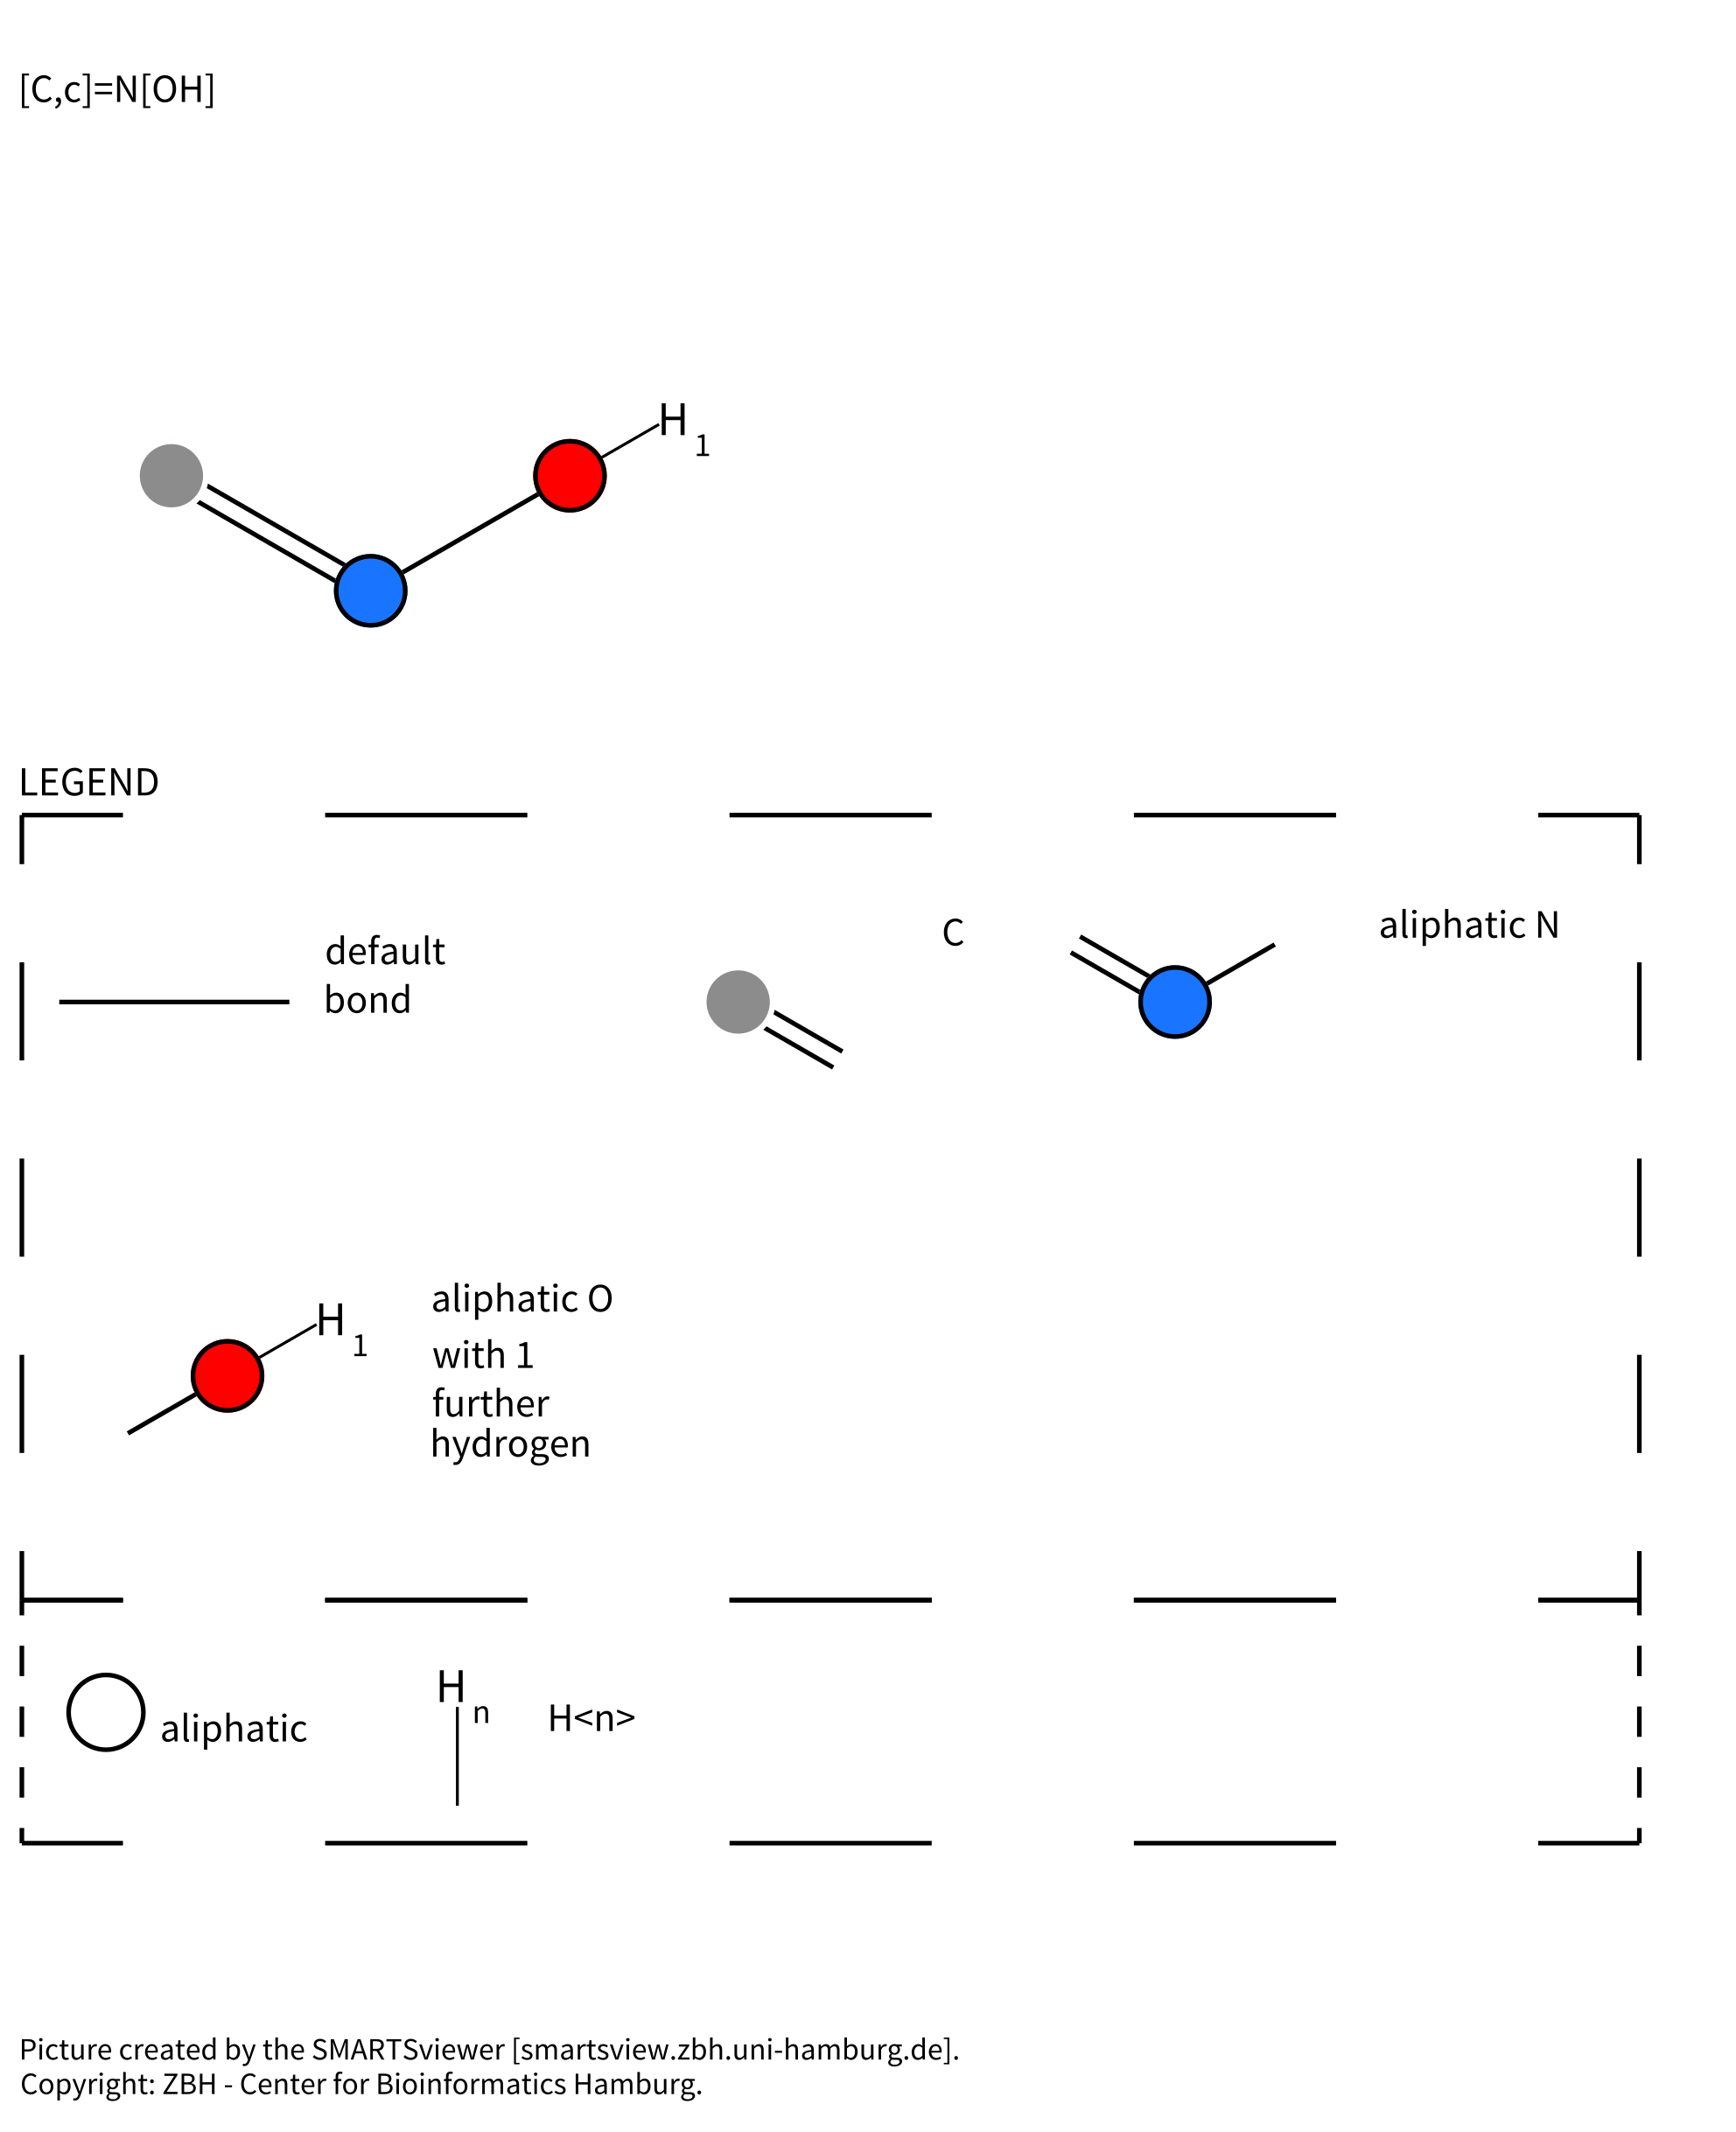 [C,c]=N[OH]
H
1
LEGEND
default
bond
C
aliphatic N
H
1
aliphatic O
with 1
further
hydrogen
aliphatic
H
n
H<n>
Picture created by the SMARTSviewer [smartsview.zbh.uni-hamburg.de].
Copyright: ZBH - Center for Bioinformatics Hamburg.